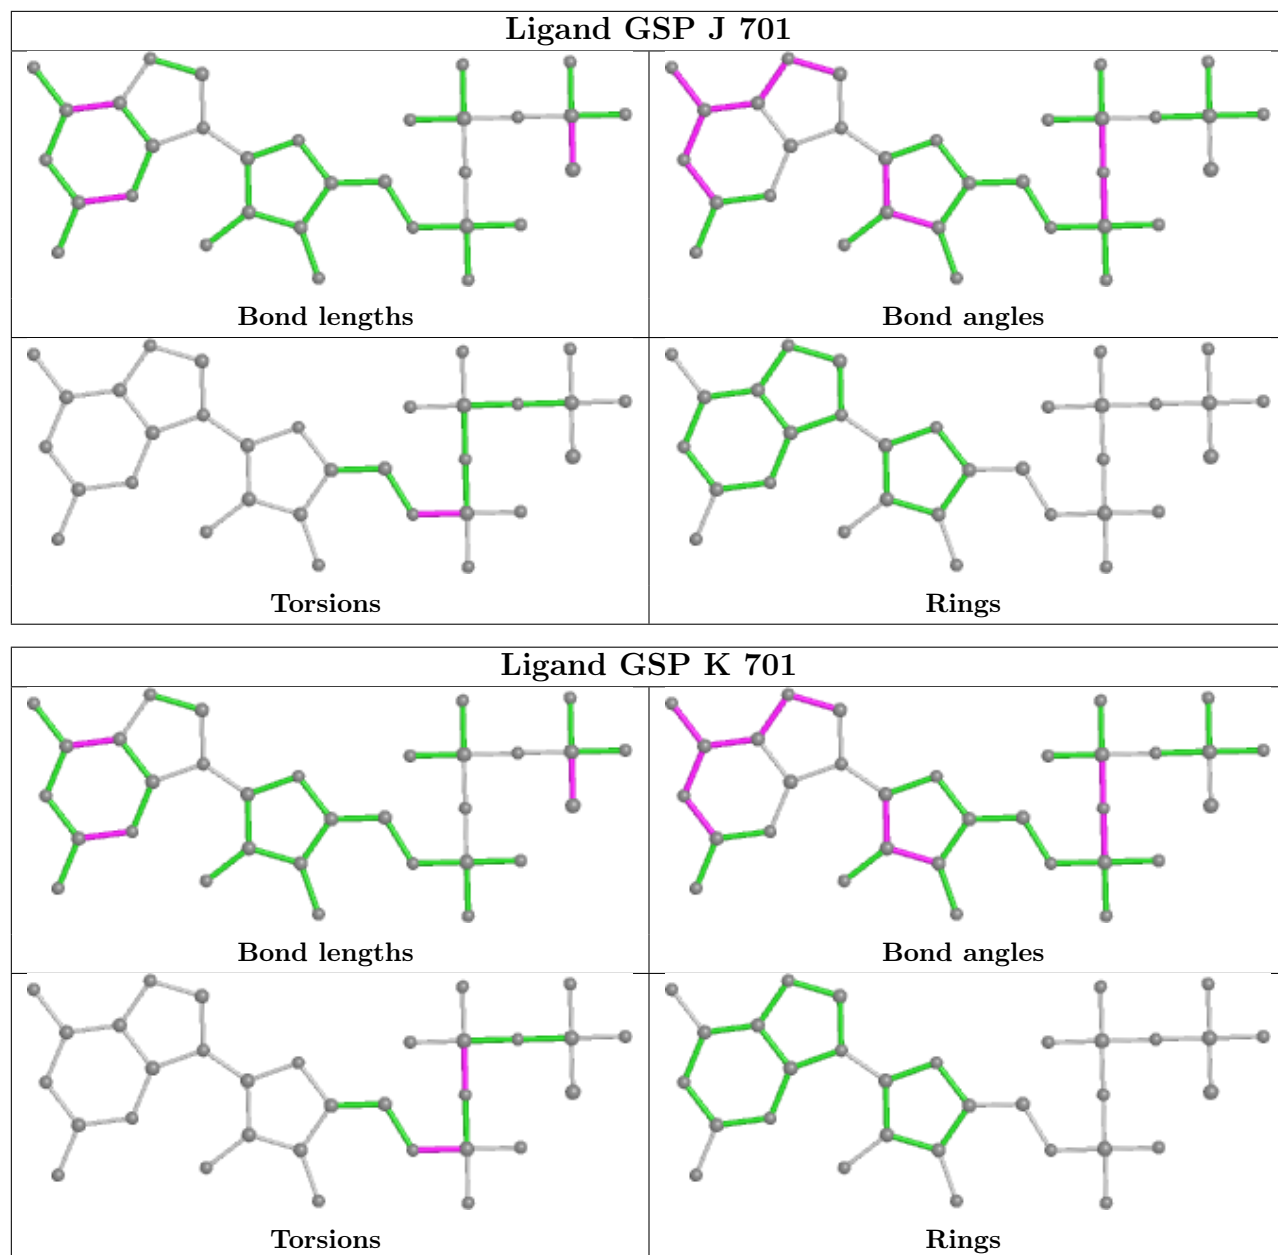 Ligand GSP J 701
Bond lengths
Bond angles
Torsions
Rings
Ligand GSP K 701
Bond lengths
Bond angles
Torsions
Rings